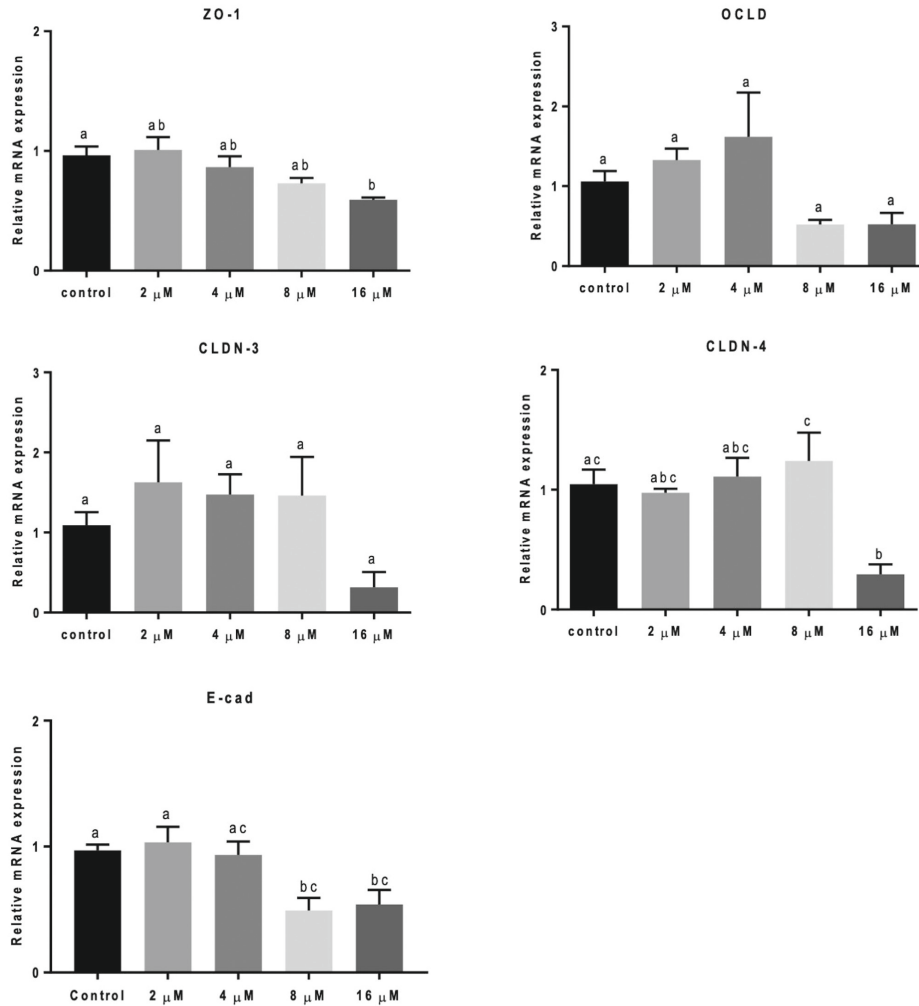 ZO-1
Relative mRNA expression
2
1
0
a
ab
ab
ab
b
control 2 μM 4 μM 8 μM 16 μM
OCLD
Relative mRNA expression
3
2
1
0
a
a
a
a
a
control 2 μM 4 μM 8 μM 16 μM
CLDN-3
Relative mRNA expression
3
2
1
0
a
a
a
a
a
control 2 μM 4 μM 8 μM 16 μM
CLDN-4
Relative mRNA expression
2
1
0
ac
abc
abc
c
b
control 2 μM 4 μM 8 μM 16 μM
E-cad
Relative mRNA expression
2
1
0
a
a
ac
bc
bc
Control 2 μM 4 μM 8 μM 16 μM